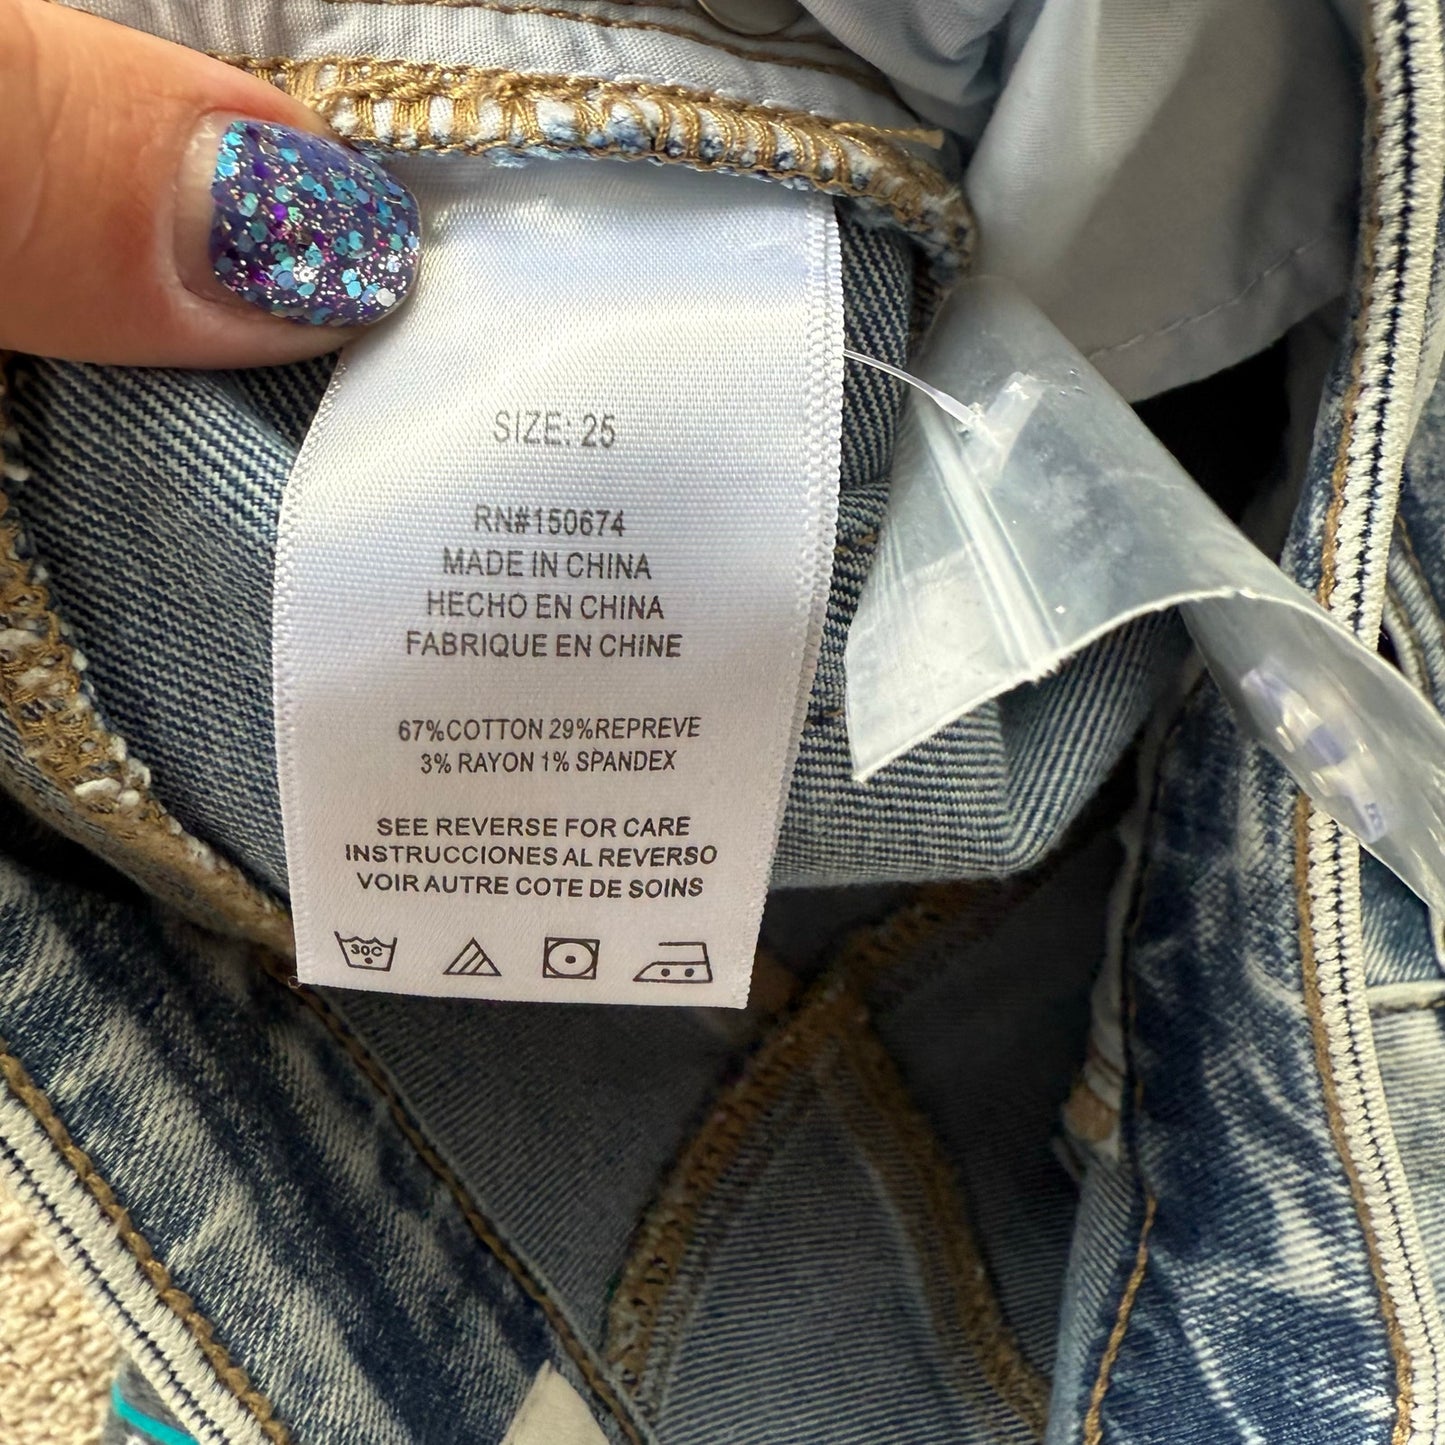 SIZE: 25
RN#150674
MADE IN CHINA
HECHO EN CHINA
FABRIQUE EN CHINE
67%COTTON 29%REPREVE
3% RAYON 1% SPANDEX
SEE REVERSE FOR CARE
INSTRUCCIONES AL REVERSO
VOIR AUTRE COTE DE SOINS
30C